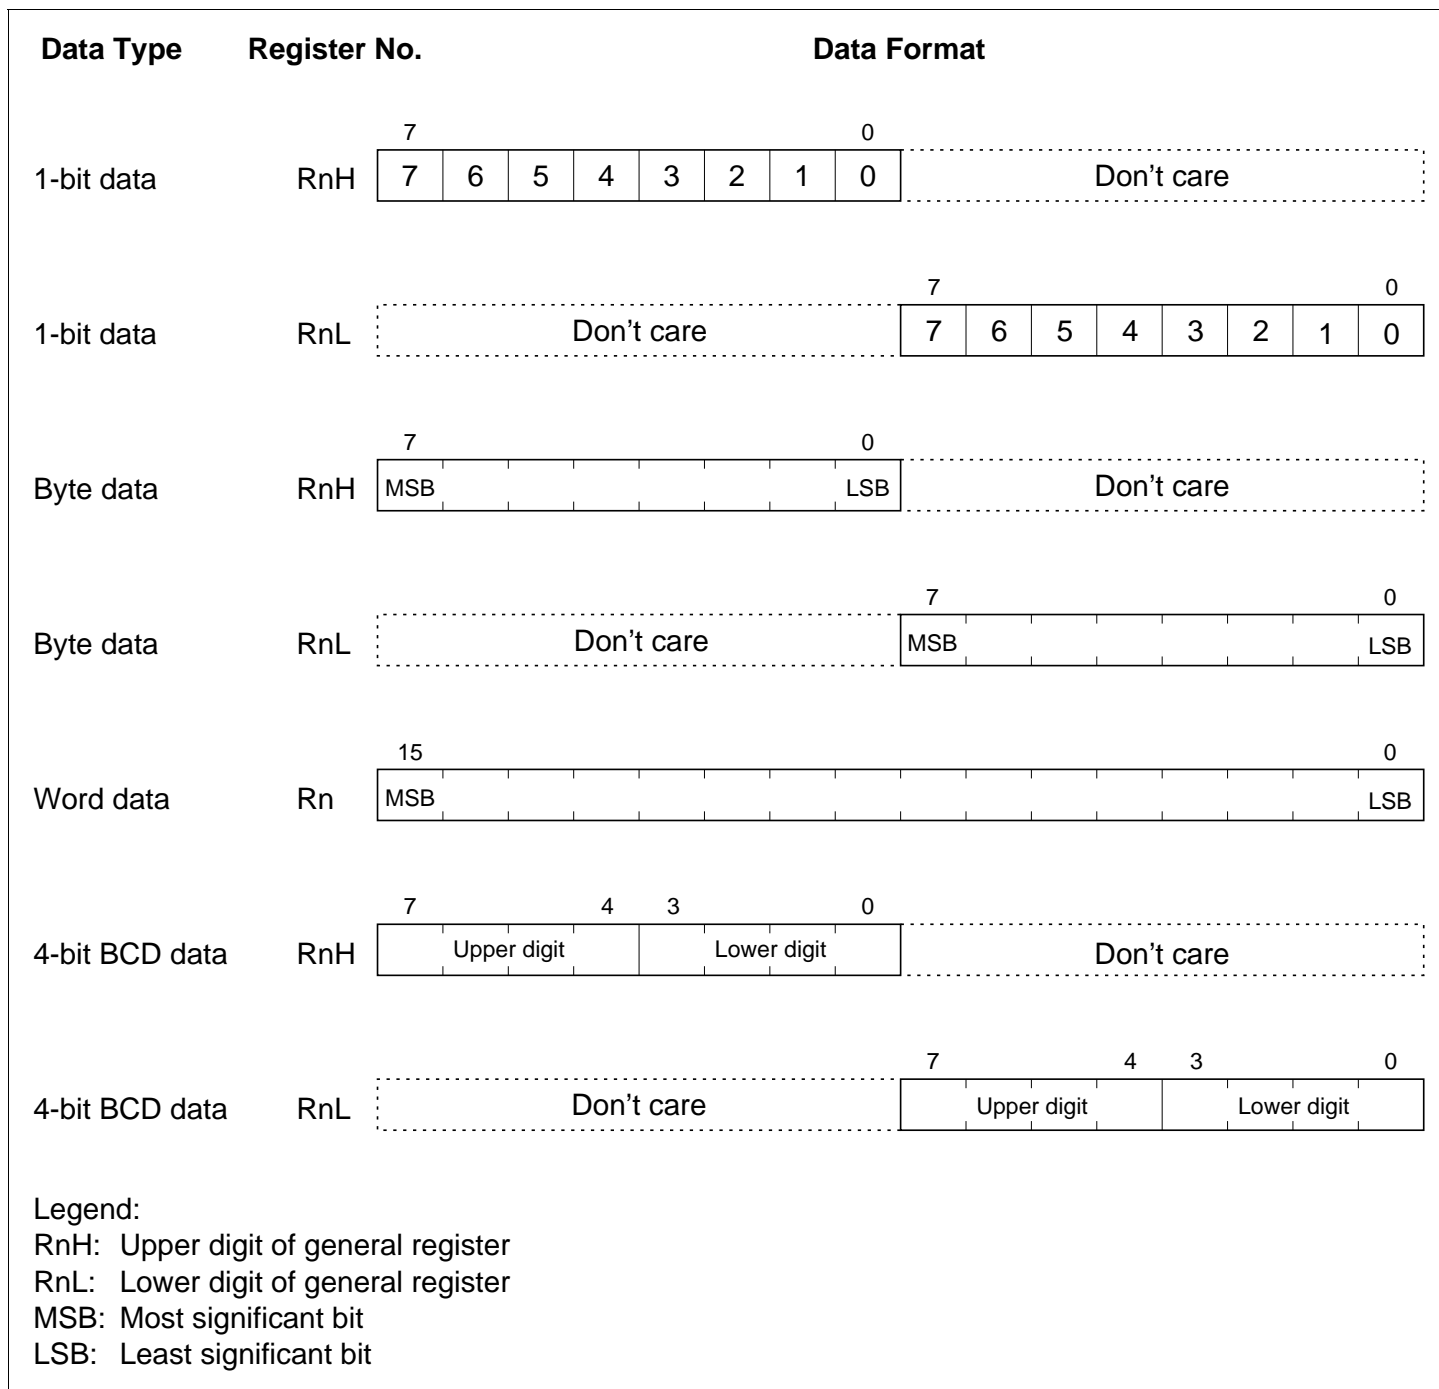 Data Type Register No. Data Format
7 0
1-bit data RnH 7 6 5 4 3 2 1 0 Don't care
7 0
1-bit data RnL Don't care 7 6 5 4 3 2 1 0
7 0
Byte data RnH MSB LSB Don't care
7 0
Byte data RnL Don't care MSB LSB
15 0
Word data Rn MSB LSB
7 4 3 0
4-bit BCD data RnH Upper digit Lower digit Don't care
7 4 3 0
4-bit BCD data RnL Don't care Upper digit Lower digit
Legend:
RnH: Upper digit of general register
RnL: Lower digit of general register
MSB: Most significant bit
LSB: Least significant bit